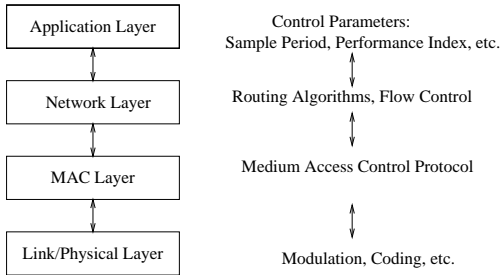 Application Layer
Control Parameters:
Sample Period, Performance Index, etc.
Network Layer
Routing Algorithms, Flow Control
MAC Layer
Medium Access Control Protocol
Link/Physical Layer
Modulation, Coding, etc.